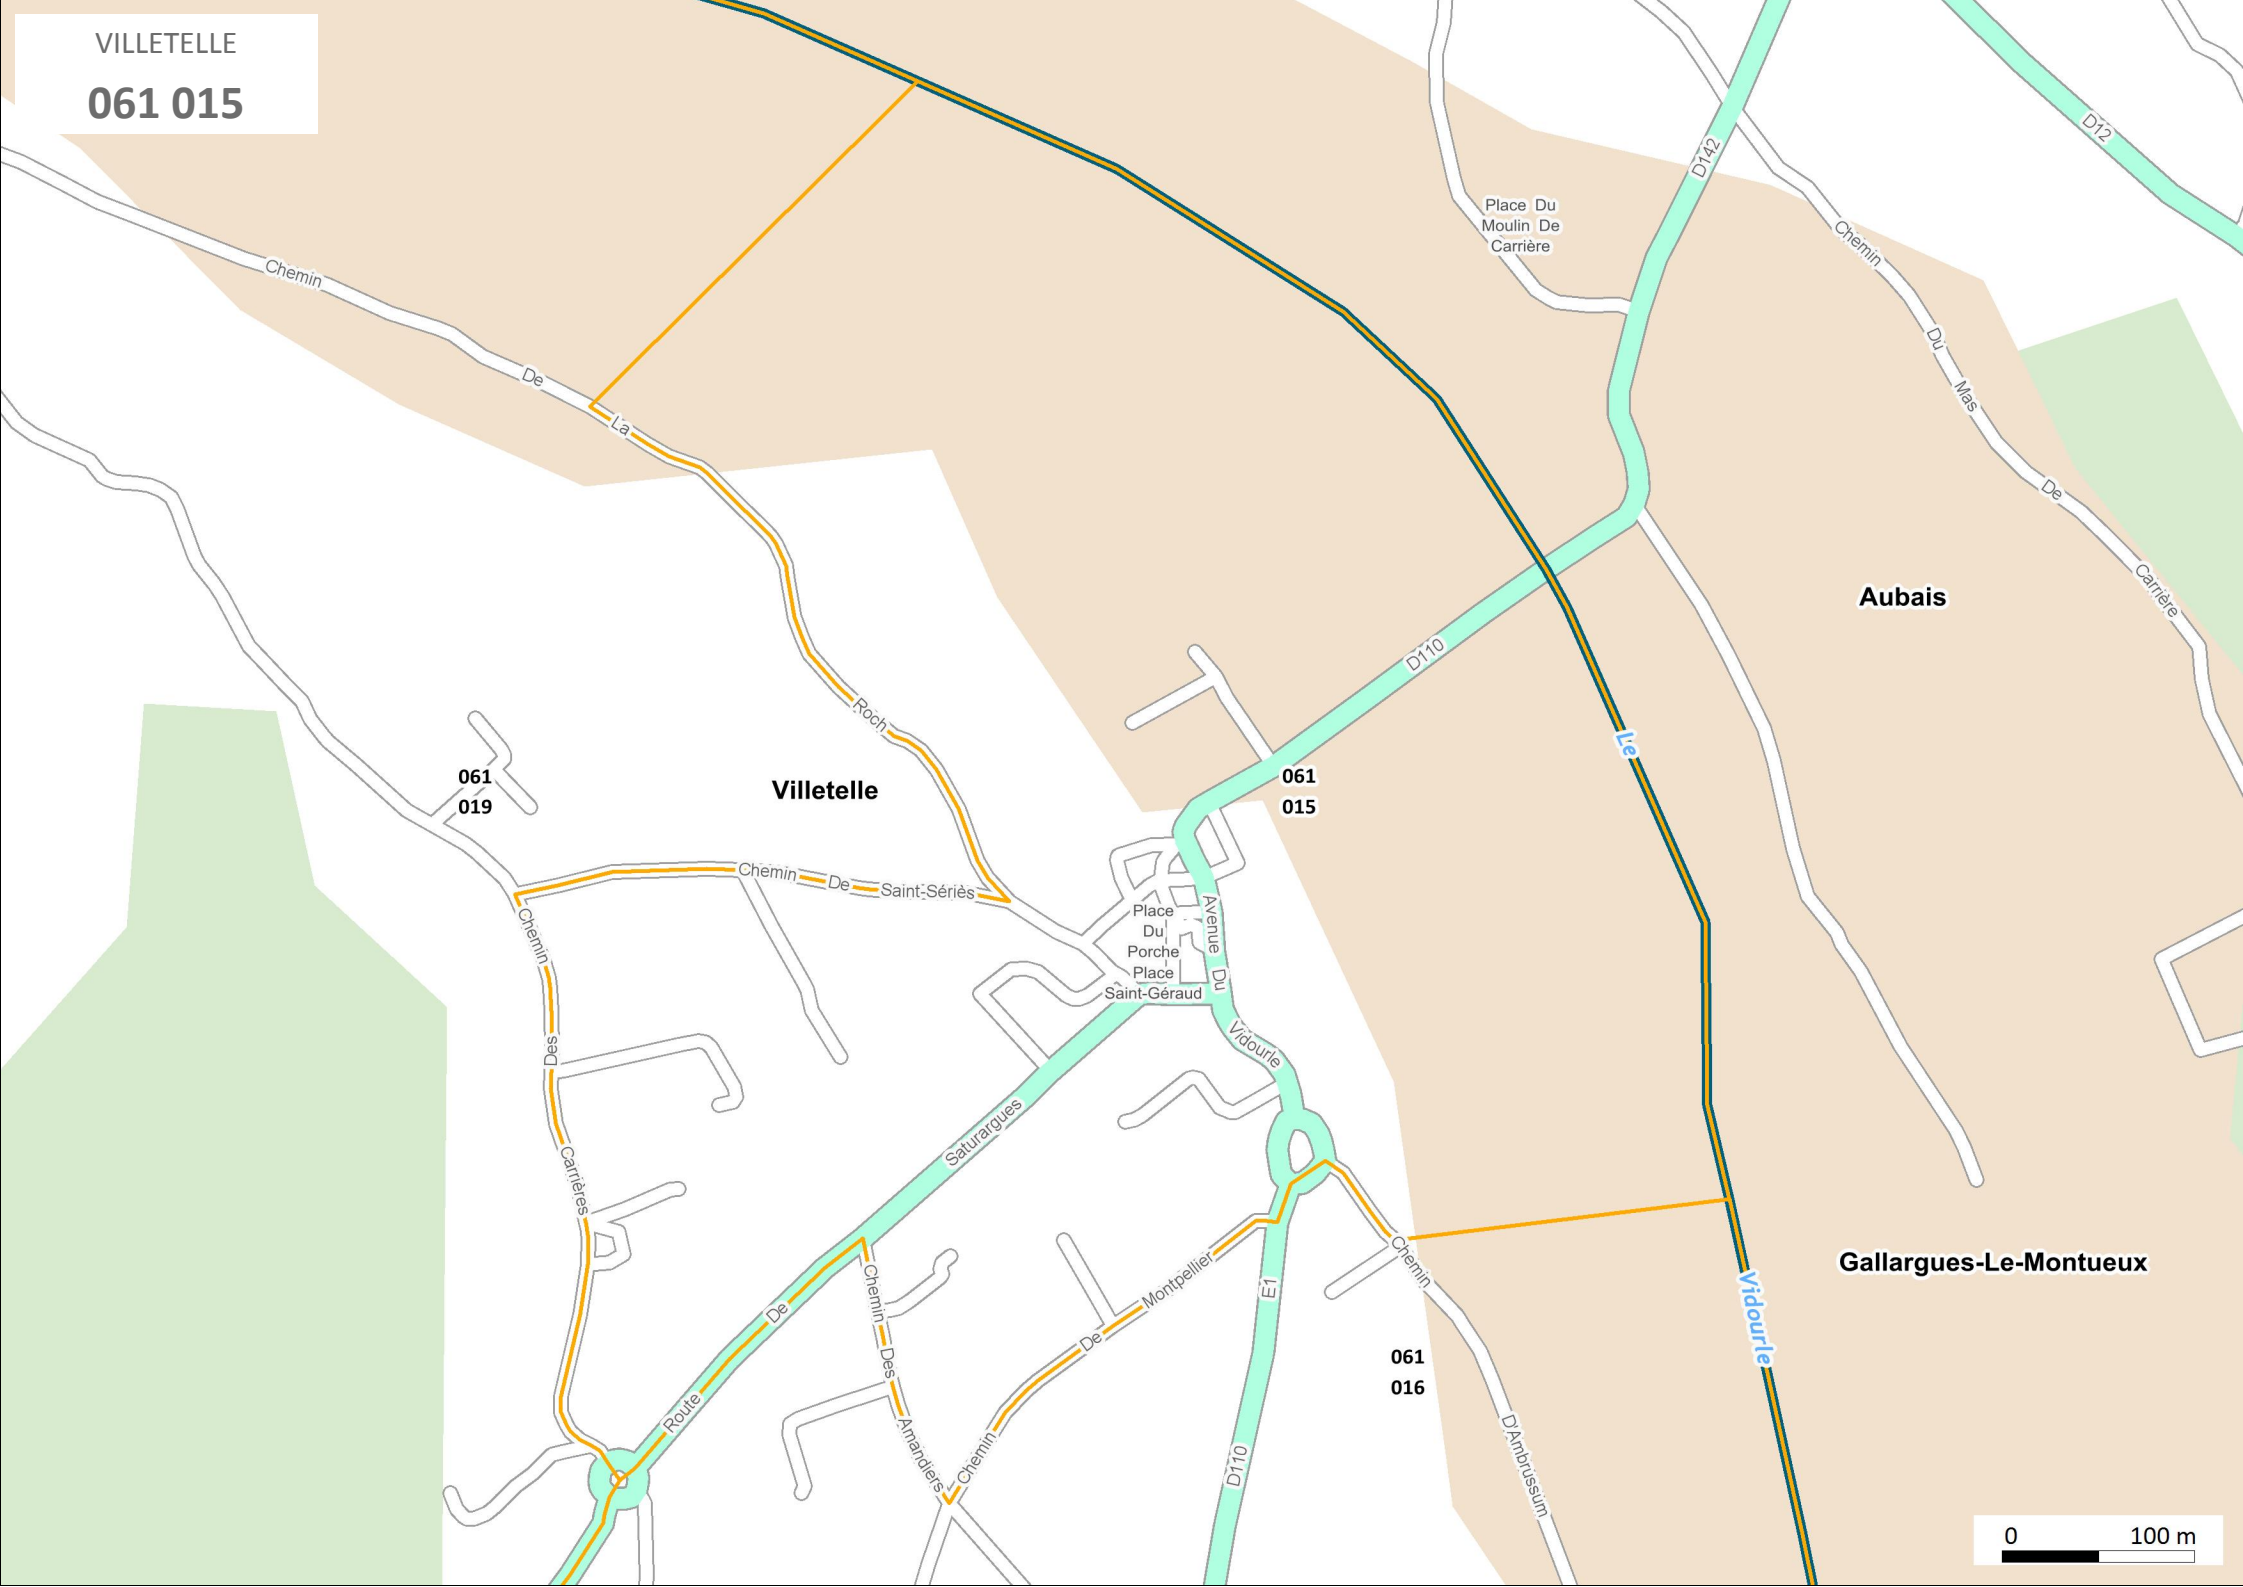 VILLETELLE
061 015
D12
D142
Place Du
Moulin De
Carrière
Chemin
Du
Mas
De
Carrière
Chemin
De
La
Roch
Aubais
D110
Le
061
019
Villetelle
061
015
Chemin
De
Saint-Sériès
Place
Du
Porche
Place
Saint-Géraud
Avenue
Du
Vidourle
Chemin
Des
Carrières
Saturargues
De
Route
Chemin
Des
Amandiers
Chemin
De
Montpellier
E1
D110
Chemin
D'Ambrussum
Gallargues-Le-Montueux
Vidourle
061
016
0 100 m